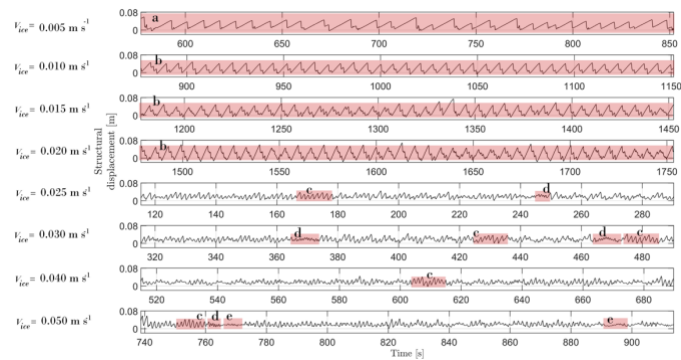 V_ice = 0.005 m s^-1
0.08
0
a
600 650 700 750 800 850
V_ice = 0.010 m s^-1
0.08
0
b
900 950 1000 1050 1100 1150
V_ice = 0.015 m s^-1
0.08
0
b
1200 1250 1300 1350 1400 1450
V_ice = 0.020 m s^-1
0.08
0
b
1500 1550 1600 1650 1700 1750
Structural
displacement [m]
V_ice = 0.025 m s^-1
0.08
0
c d
120 140 160 180 200 220 240 260 280
V_ice = 0.030 m s^-1
0.08
0
d c d c
320 340 360 380 400 420 440 460 480
V_ice = 0.040 m s^-1
0.08
0
c
520 540 560 580 600 620 640 660 680
V_ice = 0.050 m s^-1
0.08
0
c d e e
740 760 780 800 820 840 860 880 900
Time [s]